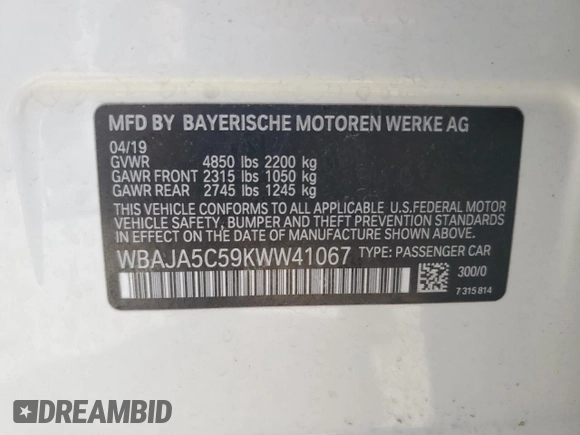 MFD BY BAYERISCHE MOTOREN WERKE AG
04/19
GVWR 4850 lbs 2200 kg
GAWR FRONT 2315 lbs 1050 kg
GAWR REAR 2745 lbs 1245 kg
THIS VEHICLE CONFORMS TO ALL APPLICABLE U.S.FEDERAL MOTOR
VEHICLE SAFETY, BUMPER AND THEFT PREVENTION STANDARDS
IN EFFECT ON THE DATE OF MANUFACTURE SHOWN ABOVE.
WBAJA5C59KWW41067 TYPE: PASSENGER CAR
300/0
7 315 814
DREAMBID